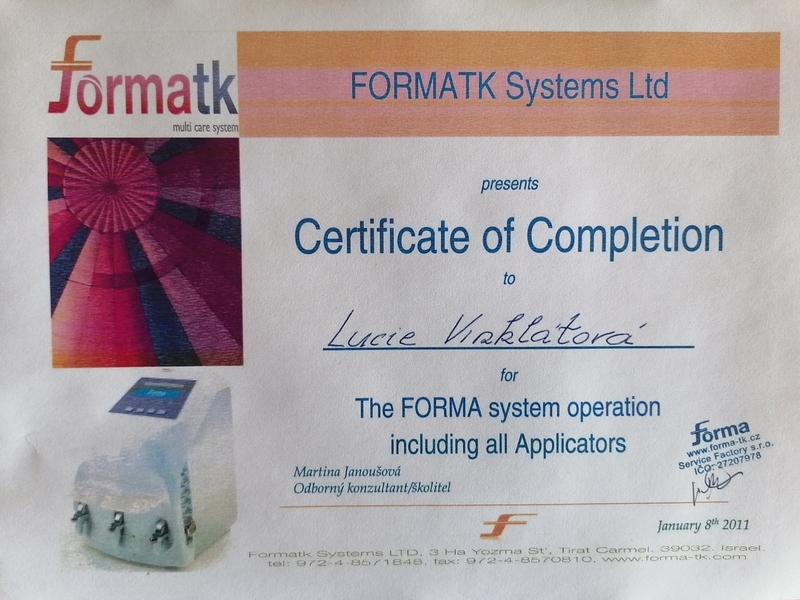 formatk
multi care system
FORMATK Systems Ltd
presents
Certificate of Completion
to
Lucie
for
The FORMA system operation
including all Applicators
Martina Janoušová
Odborný konzultant/školitel
forma
www.forma-tk.cz
Service Factory s.r.o.
IČO: 27207978
January 8th 2011
Formatk Systems LTD, 3 Ha Yozma St', Tirat Carmel, 39032, Israel.
tel: 972-4-8571848, fax: 972-4-8570810, www.forma-tk.com